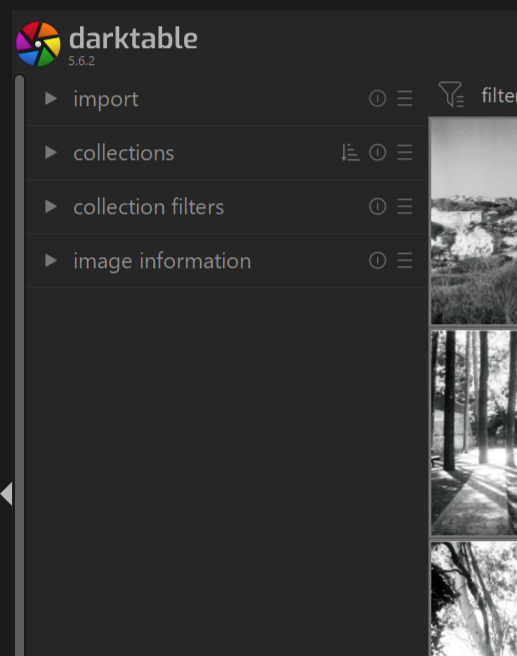 darktable
5.6.2
import
filter
collections
collection filters
image information